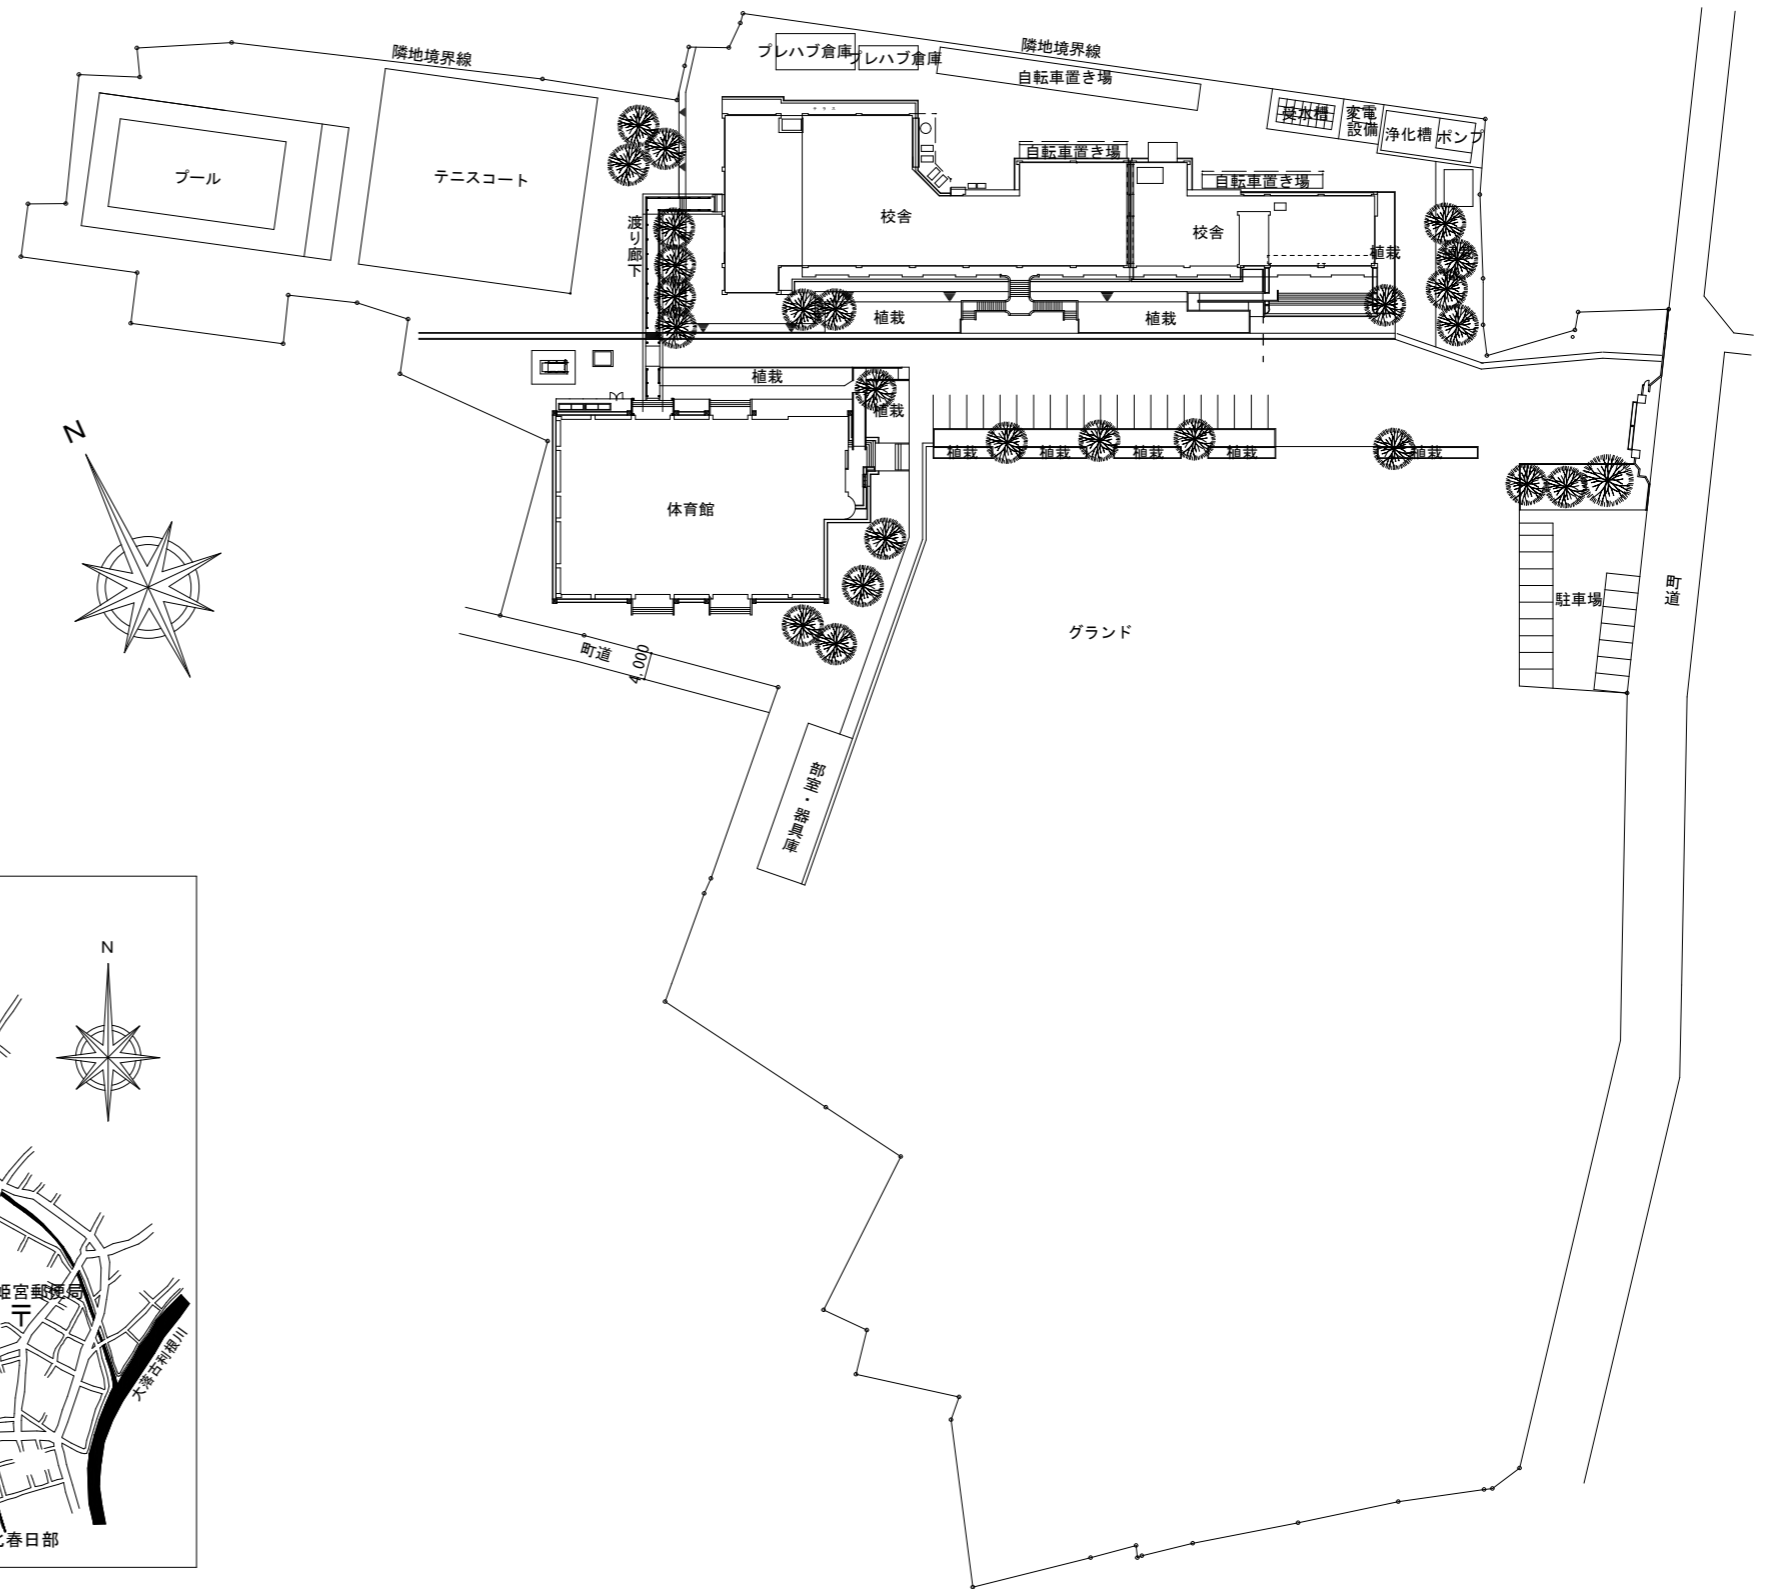 隣地境界線
プレハブ倉庫
プレハブ倉庫
隣地境界線
自転車置き場
受水槽
変電
設備
浄化槽
ポンプ
プール
テニスコート
テラス
自転車置き場
自転車置き場
渡り廊下
校舎
校舎
植栽
植栽
植栽
植栽
植栽
植栽
植栽
植栽
植栽
植栽
N
体育館
グランド
駐車場
町道
町道
4,000
部室・器具庫
N
姫宮郵便局
〒
大落古利根川
春日部